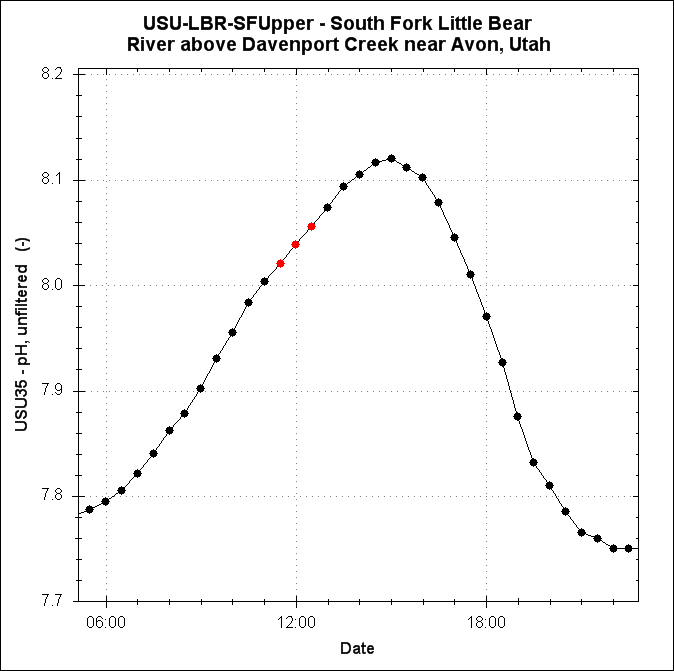 USU-LBR-SFUpper - South Fork Little Bear
River above Davenport Creek near Avon, Utah
8.2
8.1
8.0
7.9
7.8
7.7
USU35 - pH, unfiltered (-)
06:00 12:00 18:00
Date